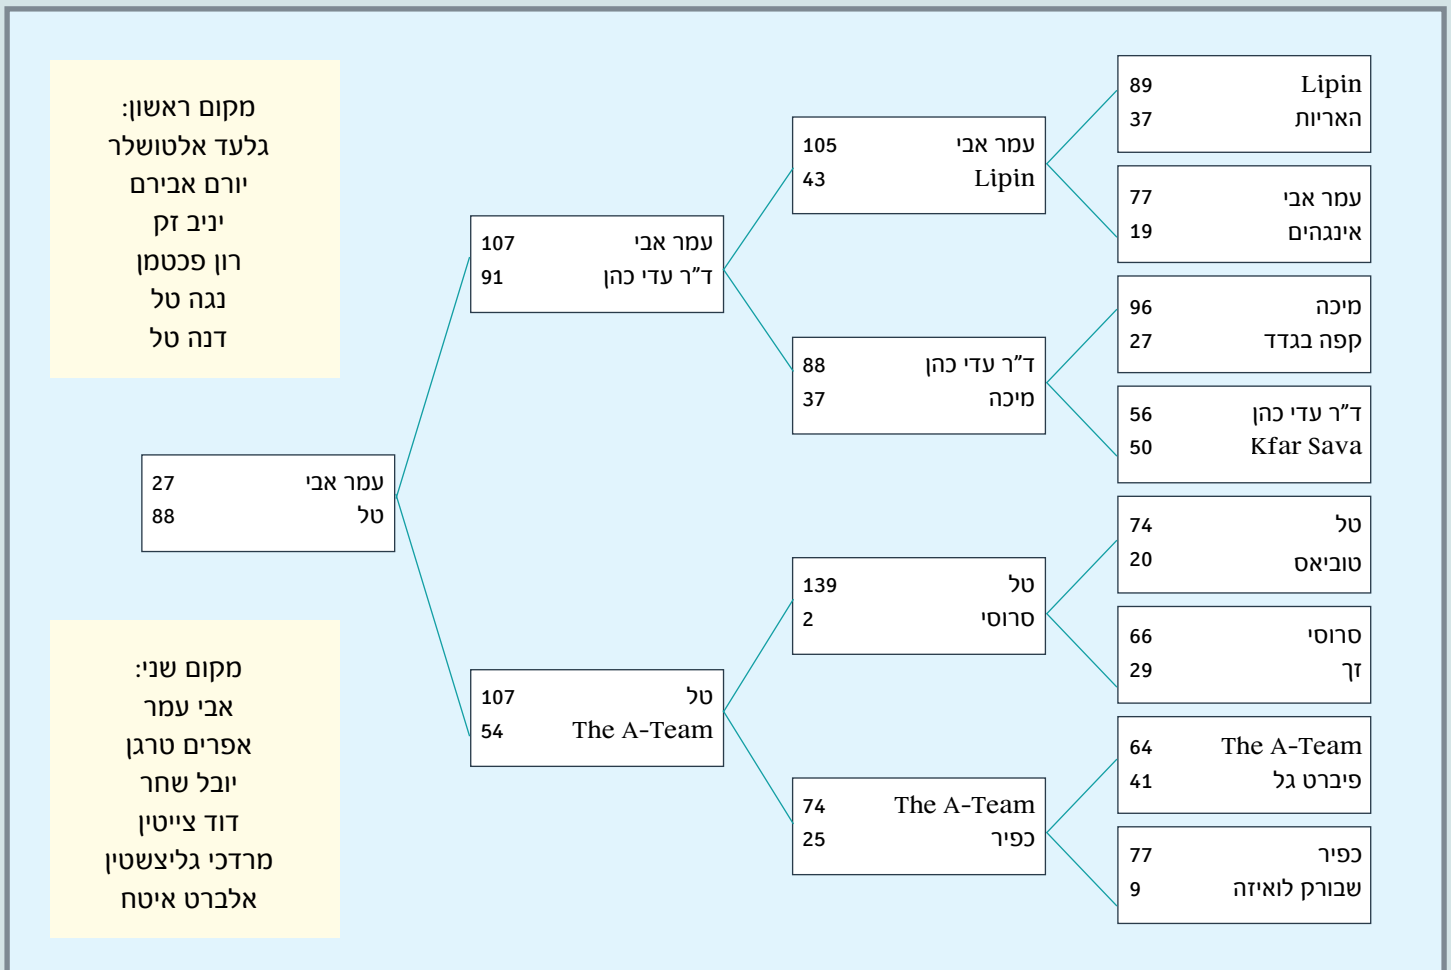 מקום ראשון:
גלעד אלטושלר
יורם אבירם
יניב זק
רון פכטמן
נגה טל
דנה טל
Lipin 89
האריות 37
עמר אבי 77
אינגהים 19
מיכה 96
קפה בגדד 27
ד"ר עדי כהן 56
Kfar Sava 50
טל 74
טוביאס 20
סרוסי 66
זך 29
The A-Team 64
פיברט גל 41
כפיר 77
שבורק לואיזה 9
עמר אבי 105
Lipin 43
ד"ר עדי כהן 88
מיכה 37
טל 139
סרוסי 2
The A-Team 74
כפיר 25
עמר אבי 107
ד"ר עדי כהן 91
טל 107
The A-Team 54
עמר אבי 27
טל 88
מקום שני:
אבי עמר
אפרים טרגן
יובל שחר
דוד צייטין
מרדכי גליצשטין
אלברט איטח